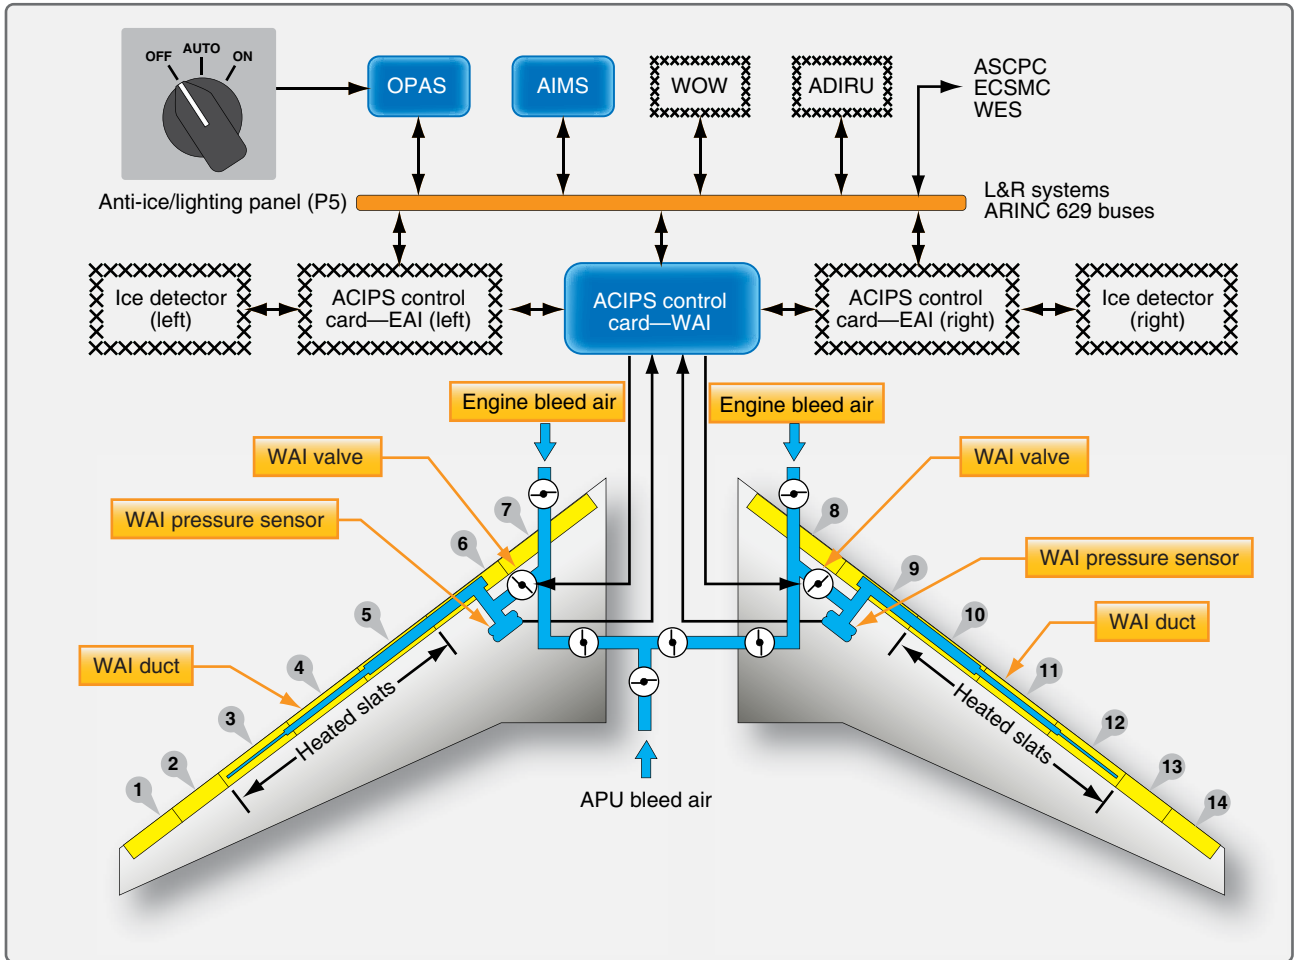 OFF
AUTO
ON
OPAS
AIMS
WOW
ADIRU
ASCPC
ECSMC
WES
Anti-ice/lighting panel (P5)
L&R systems
ARINC 629 buses
Ice detector
(left)
ACIPS control
card—EAI (left)
ACIPS control
card—WAI
ACIPS control
card—EAI (right)
Ice detector
(right)
Engine bleed air
Engine bleed air
WAI valve
WAI valve
WAI pressure sensor
WAI pressure sensor
WAI duct
WAI duct
7
6
5
4
3
2
1
8
9
10
11
12
13
14
Heated slats
Heated slats
APU bleed air